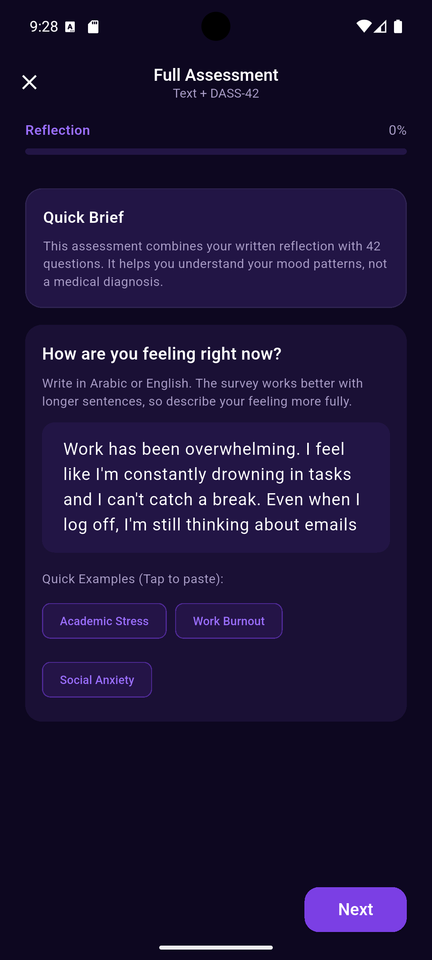 9:28
Full Assessment
Text + DASS-42
Reflection
0%
Quick Brief
This assessment combines your written reflection with 42
questions. It helps you understand your mood patterns, not
a medical diagnosis.
How are you feeling right now?
Write in Arabic or English. The survey works better with
longer sentences, so describe your feeling more fully.
Work has been overwhelming. I feel
like I'm constantly drowning in tasks
and I can't catch a break. Even when I
log off, I'm still thinking about emails
Quick Examples (Tap to paste):
Academic Stress
Work Burnout
Social Anxiety
Next